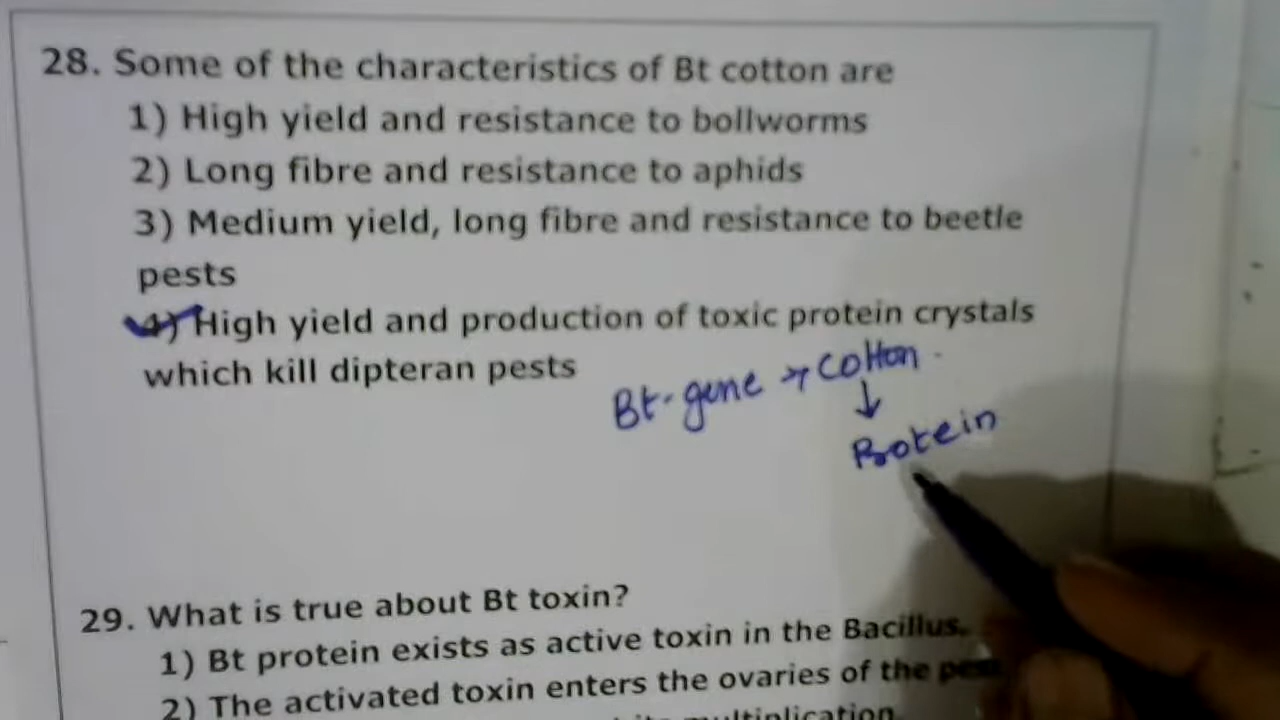 28. Some of the characteristics of Bt cotton are
1) High yield and resistance to bollworms
2) Long fibre and resistance to aphids
3) Medium yield, long fibre and resistance to beetle
pests
4) High yield and production of toxic protein crystals
which kill dipteran pests
Bt-gene → cotton
↓
Protein
29. What is true about Bt toxin?
1) Bt protein exists as active toxin in the Bacillus.
2) The activated toxin enters the ovaries of the
multiplication.